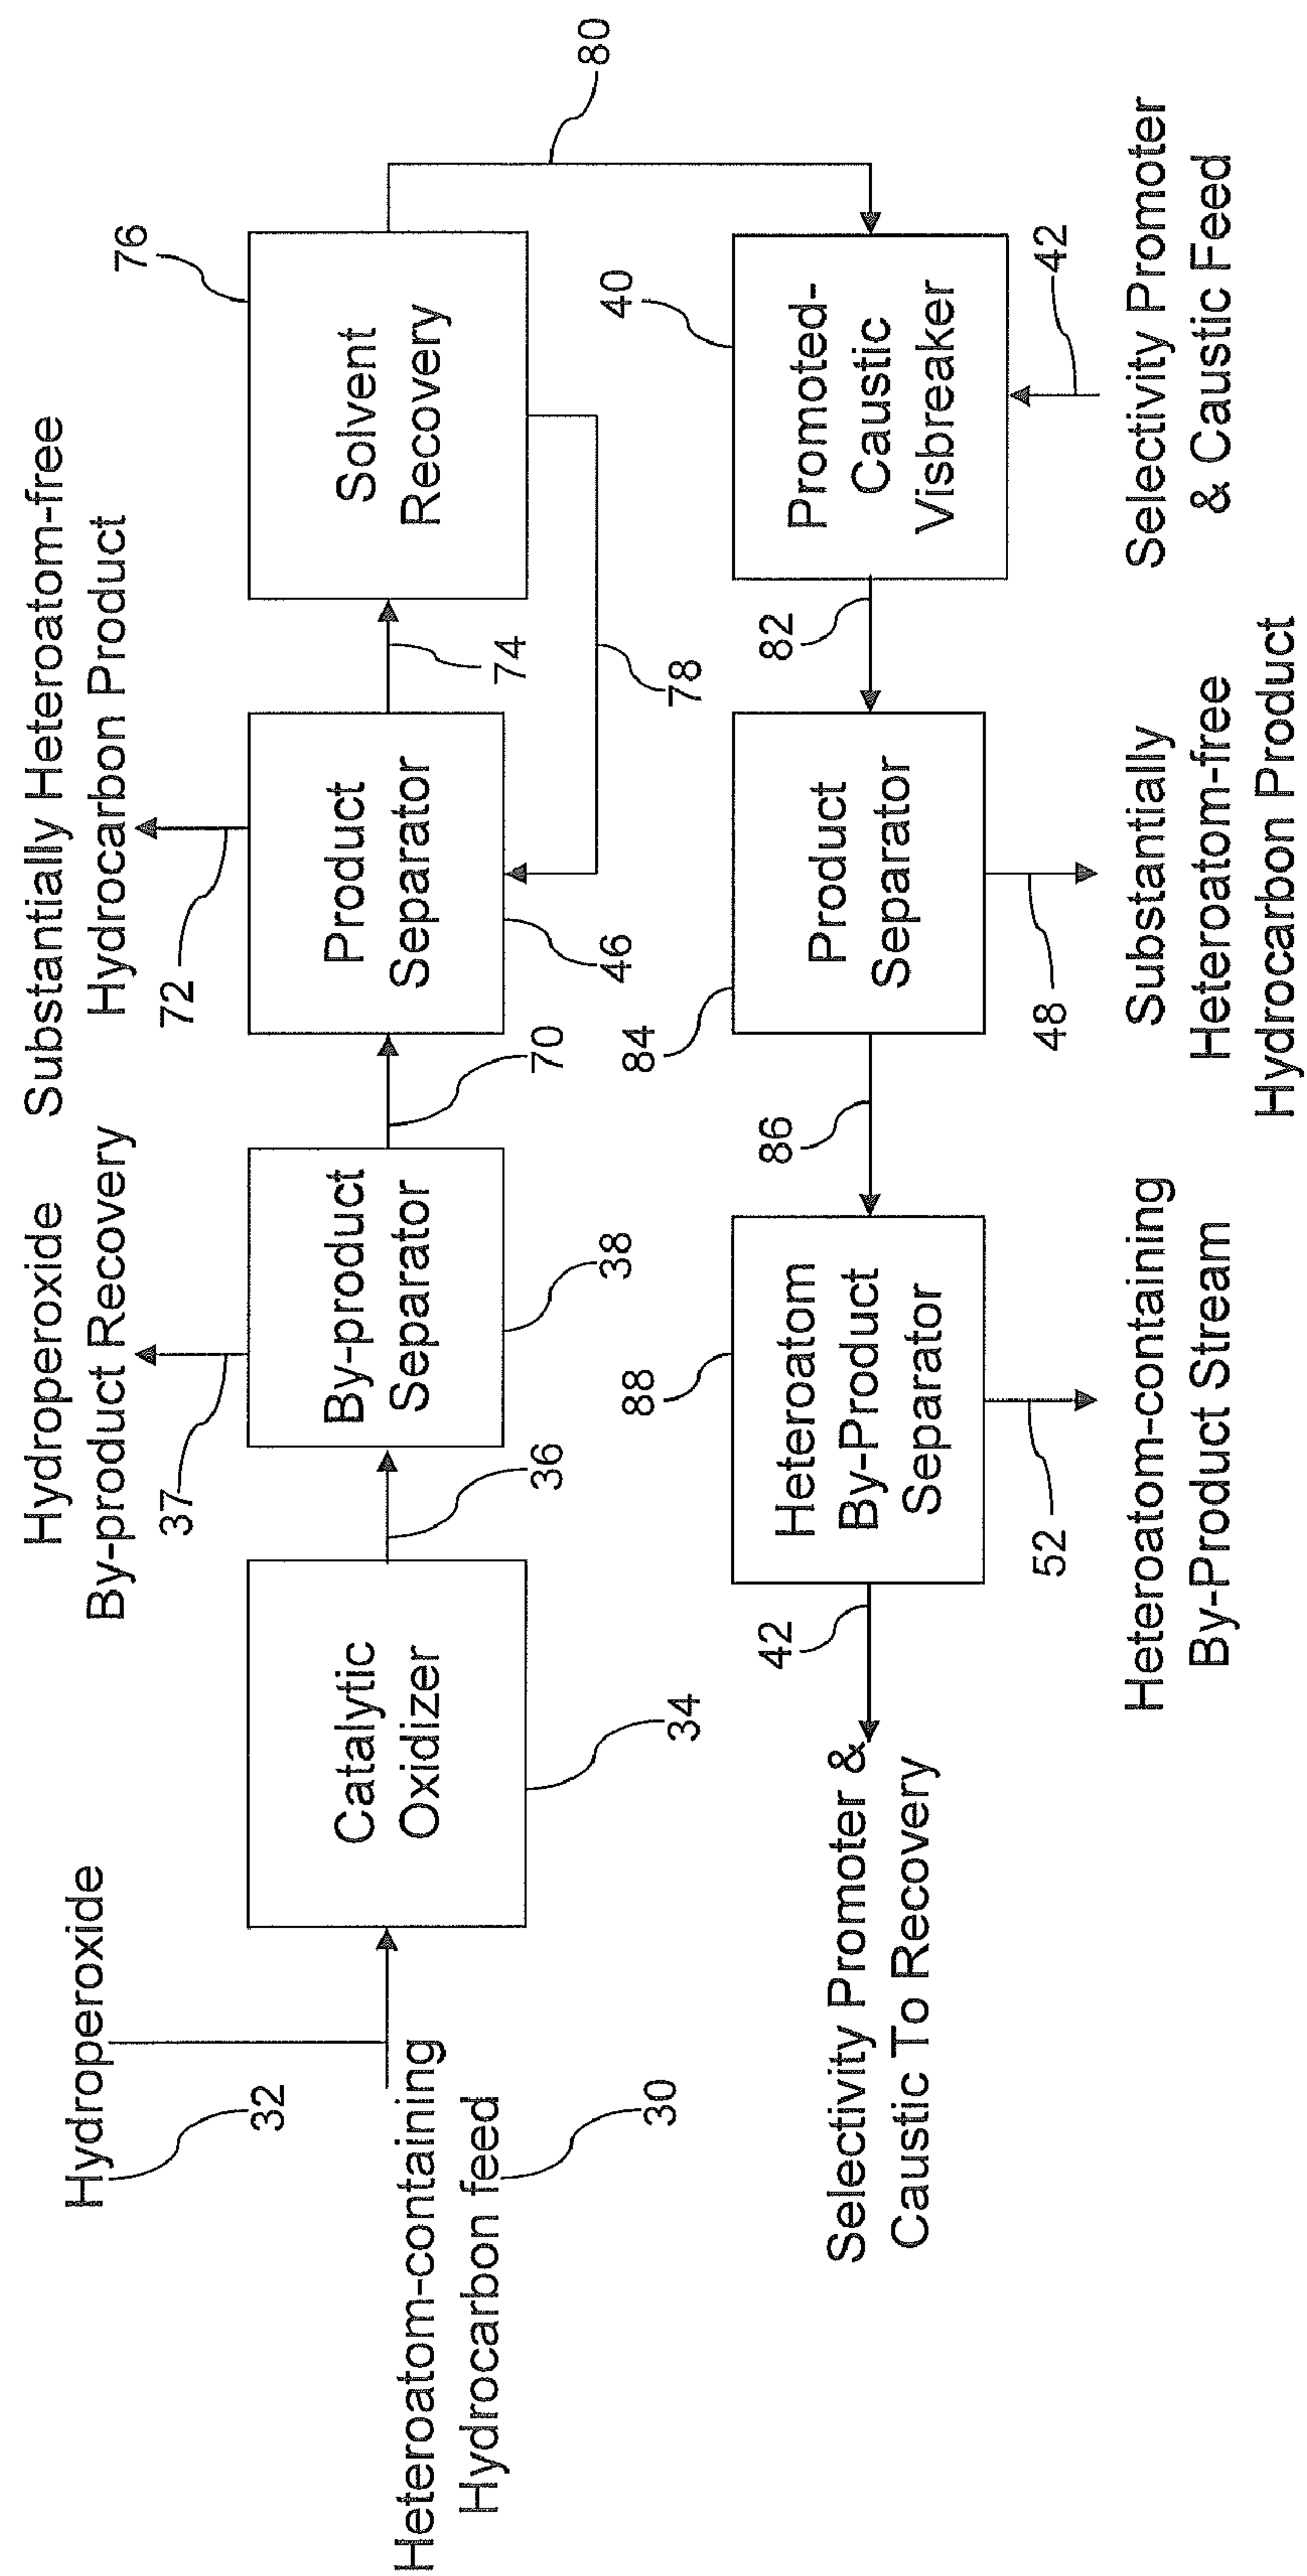 Hydroperoxide
32
Heteroatom-containing
Hydrocarbon feed
30
Catalytic
Oxidizer
34
36
Hydroperoxide
By-product Recovery
37
By-product
Separator
38
70
Substantially Heteroatom-free
Hydrocarbon Product
72
Product
Separator
46
74
78
76
Solvent
Recovery
80
40
Promoted-
Caustic
Visbreaker
42
Selectivity Promoter
& Caustic Feed
82
84
Product
Separator
48
Substantially
Heteroatom-free
Hydrocarbon Product
86
88
Heteroatom
By-Product
Separator
52
Heteroatom-containing
By-Product Stream
42
Selectivity Promoter &
Caustic To Recovery